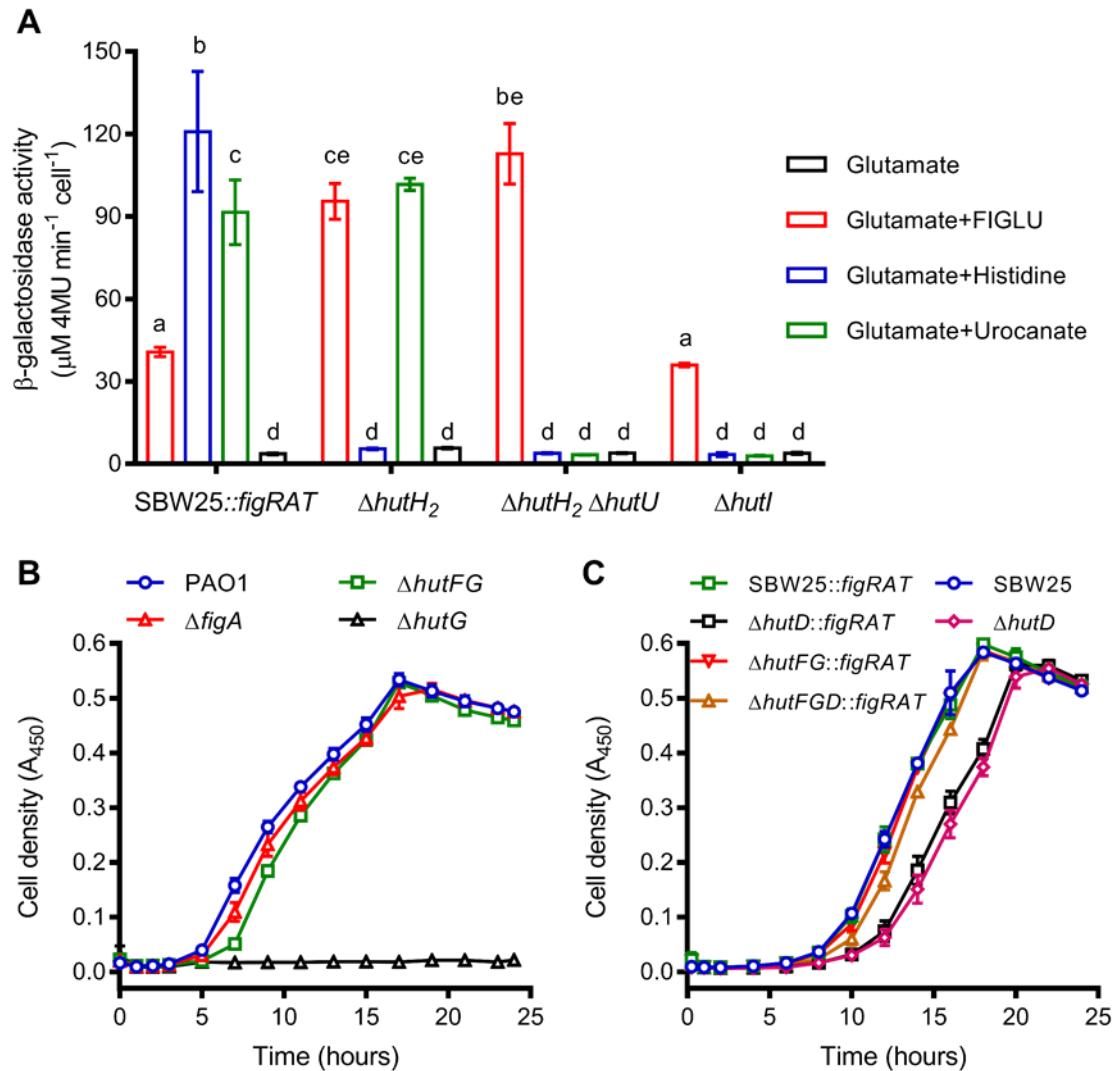 A
β-galactosidase activity
(μM 4MU min⁻¹ cell⁻¹)
150
120
90
60
30
0
a
b
c
d
ce
d
ce
d
be
d
d
d
a
d
d
d
SBW25::figRAT
ΔhutH₂
ΔhutH₂ ΔhutU
ΔhutI
Glutamate
Glutamate+FIGLU
Glutamate+Histidine
Glutamate+Urocanate
B
PAO1
ΔhutFG
ΔfigA
ΔhutG
Cell density (A₄₅₀)
0.6
0.5
0.4
0.3
0.2
0.1
0.0
0 5 10 15 20 25
Time (hours)
C
SBW25::figRAT
SBW25
ΔhutD::figRAT
ΔhutD
ΔhutFG::figRAT
ΔhutFGD::figRAT
Cell density (A₄₅₀)
0.6
0.5
0.4
0.3
0.2
0.1
0.0
0 5 10 15 20 25
Time (hours)